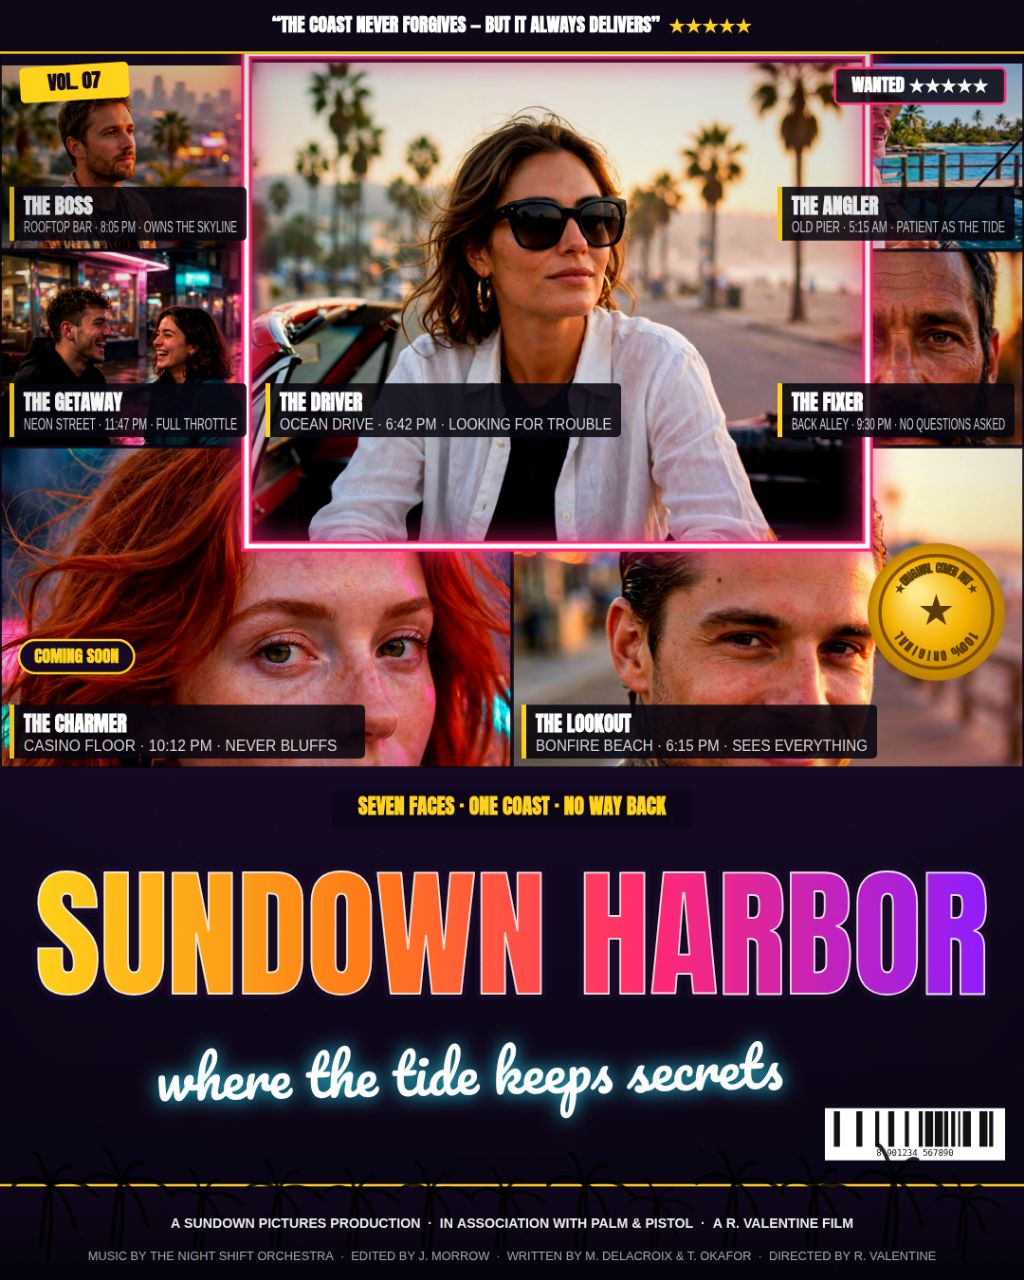 “THE COAST NEVER FORGIVES – BUT IT ALWAYS DELIVERS” ★★★★★
VOL. 07
WANTED ★★★★★
THE BOSS
ROOFTOP BAR · 8:05 PM · OWNS THE SKYLINE
THE ANGLER
OLD PIER · 5:15 AM · PATIENT AS THE TIDE
THE GETAWAY
NEON STREET · 11:47 PM · FULL THROTTLE
THE DRIVER
OCEAN DRIVE · 6:42 PM · LOOKING FOR TROUBLE
THE FIXER
BACK ALLEY · 9:30 PM · NO QUESTIONS ASKED
★ ORIGINAL COVER ART ★
100% ORIGINAL
COMING SOON
THE CHARMER
CASINO FLOOR · 10:12 PM · NEVER BLUFFS
THE LOOKOUT
BONFIRE BEACH · 6:15 PM · SEES EVERYTHING
SEVEN FACES · ONE COAST · NO WAY BACK
SUNDOWN HARBOR
where the tide keeps secrets
8 901234 567890
A SUNDOWN PICTURES PRODUCTION · IN ASSOCIATION WITH PALM & PISTOL · A R. VALENTINE FILM
MUSIC BY THE NIGHT SHIFT ORCHESTRA · EDITED BY J. MORROW · WRITTEN BY M. DELACROIX & T. OKAFOR · DIRECTED BY R. VALENTINE